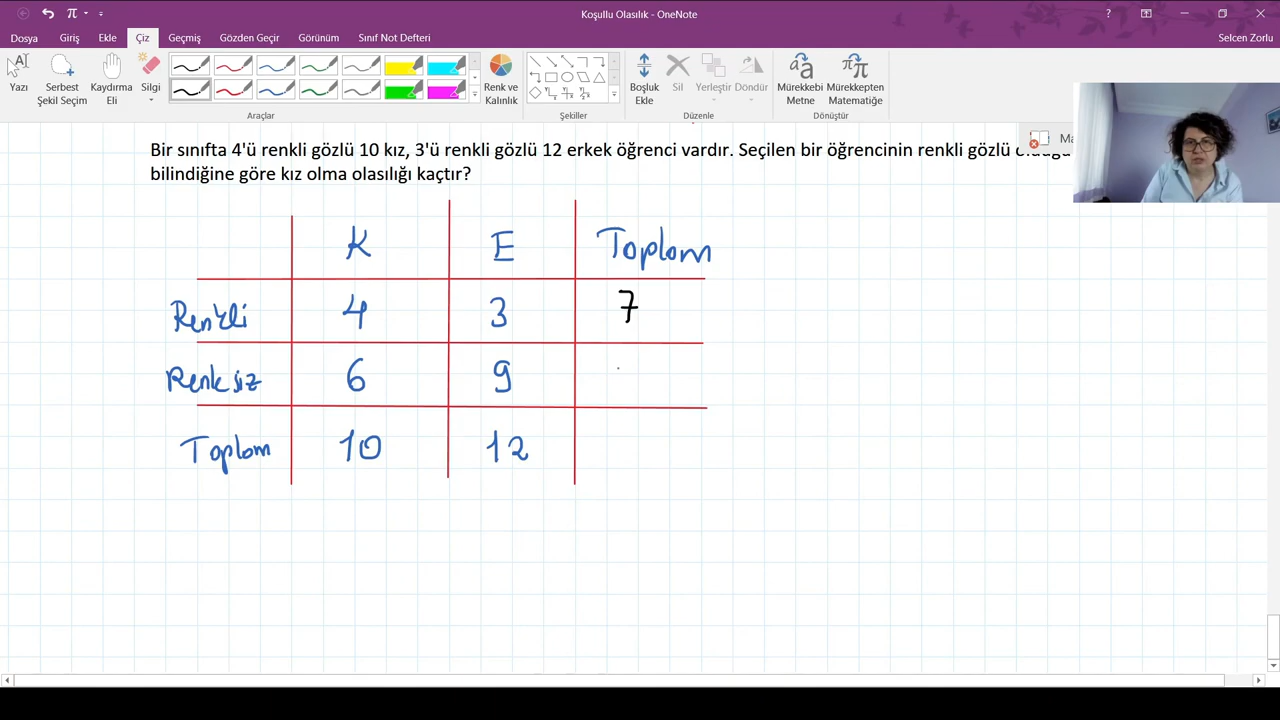 Koşullu Olasılık - OneNote
Dosya Giriş Ekle Çiz Geçmiş Gözden Geçir Görünüm Sınıf Not Defteri
Selcen Zorlu
Yazı
Serbest Şekil Seçim
Kaydırma Eli
Silgi
Renk ve Kalınlık
Boşluk Ekle
Sil
Yerleştir
Döndür
Mürekkebi Metne
Mürekkepten Matematiğe
Araçlar
Şekiller
Düzenle
Dönüştür
Bir sınıfta 4'ü renkli gözlü 10 kız, 3'ü renkli gözlü 12 erkek öğrenci vardır. Seçilen bir öğrencinin renkli gözlü
bilindiğine göre kız olma olasılığı kaçtır?
K E Toplom
Renkli 4 3 7
Renksiz 6 9
Toplom 10 12